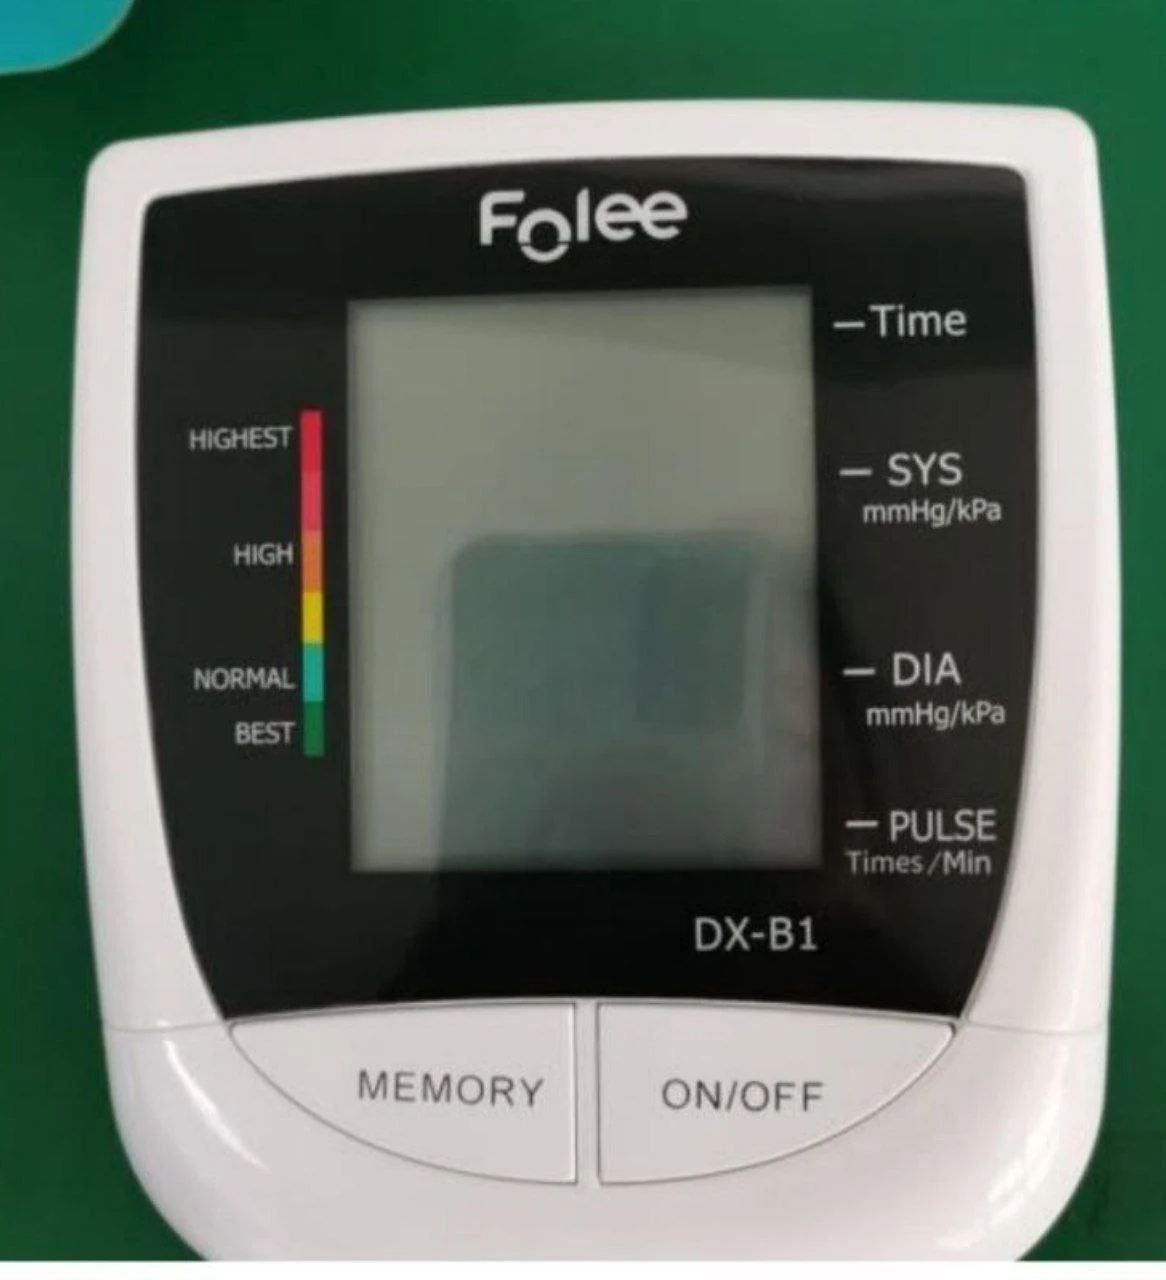 Folee
Time
SYS
mmHg/kPa
DIA
mmHg/kPa
PULSE
Times/Min
HIGHEST
HIGH
NORMAL
BEST
DX-B1
MEMORY
ON/OFF